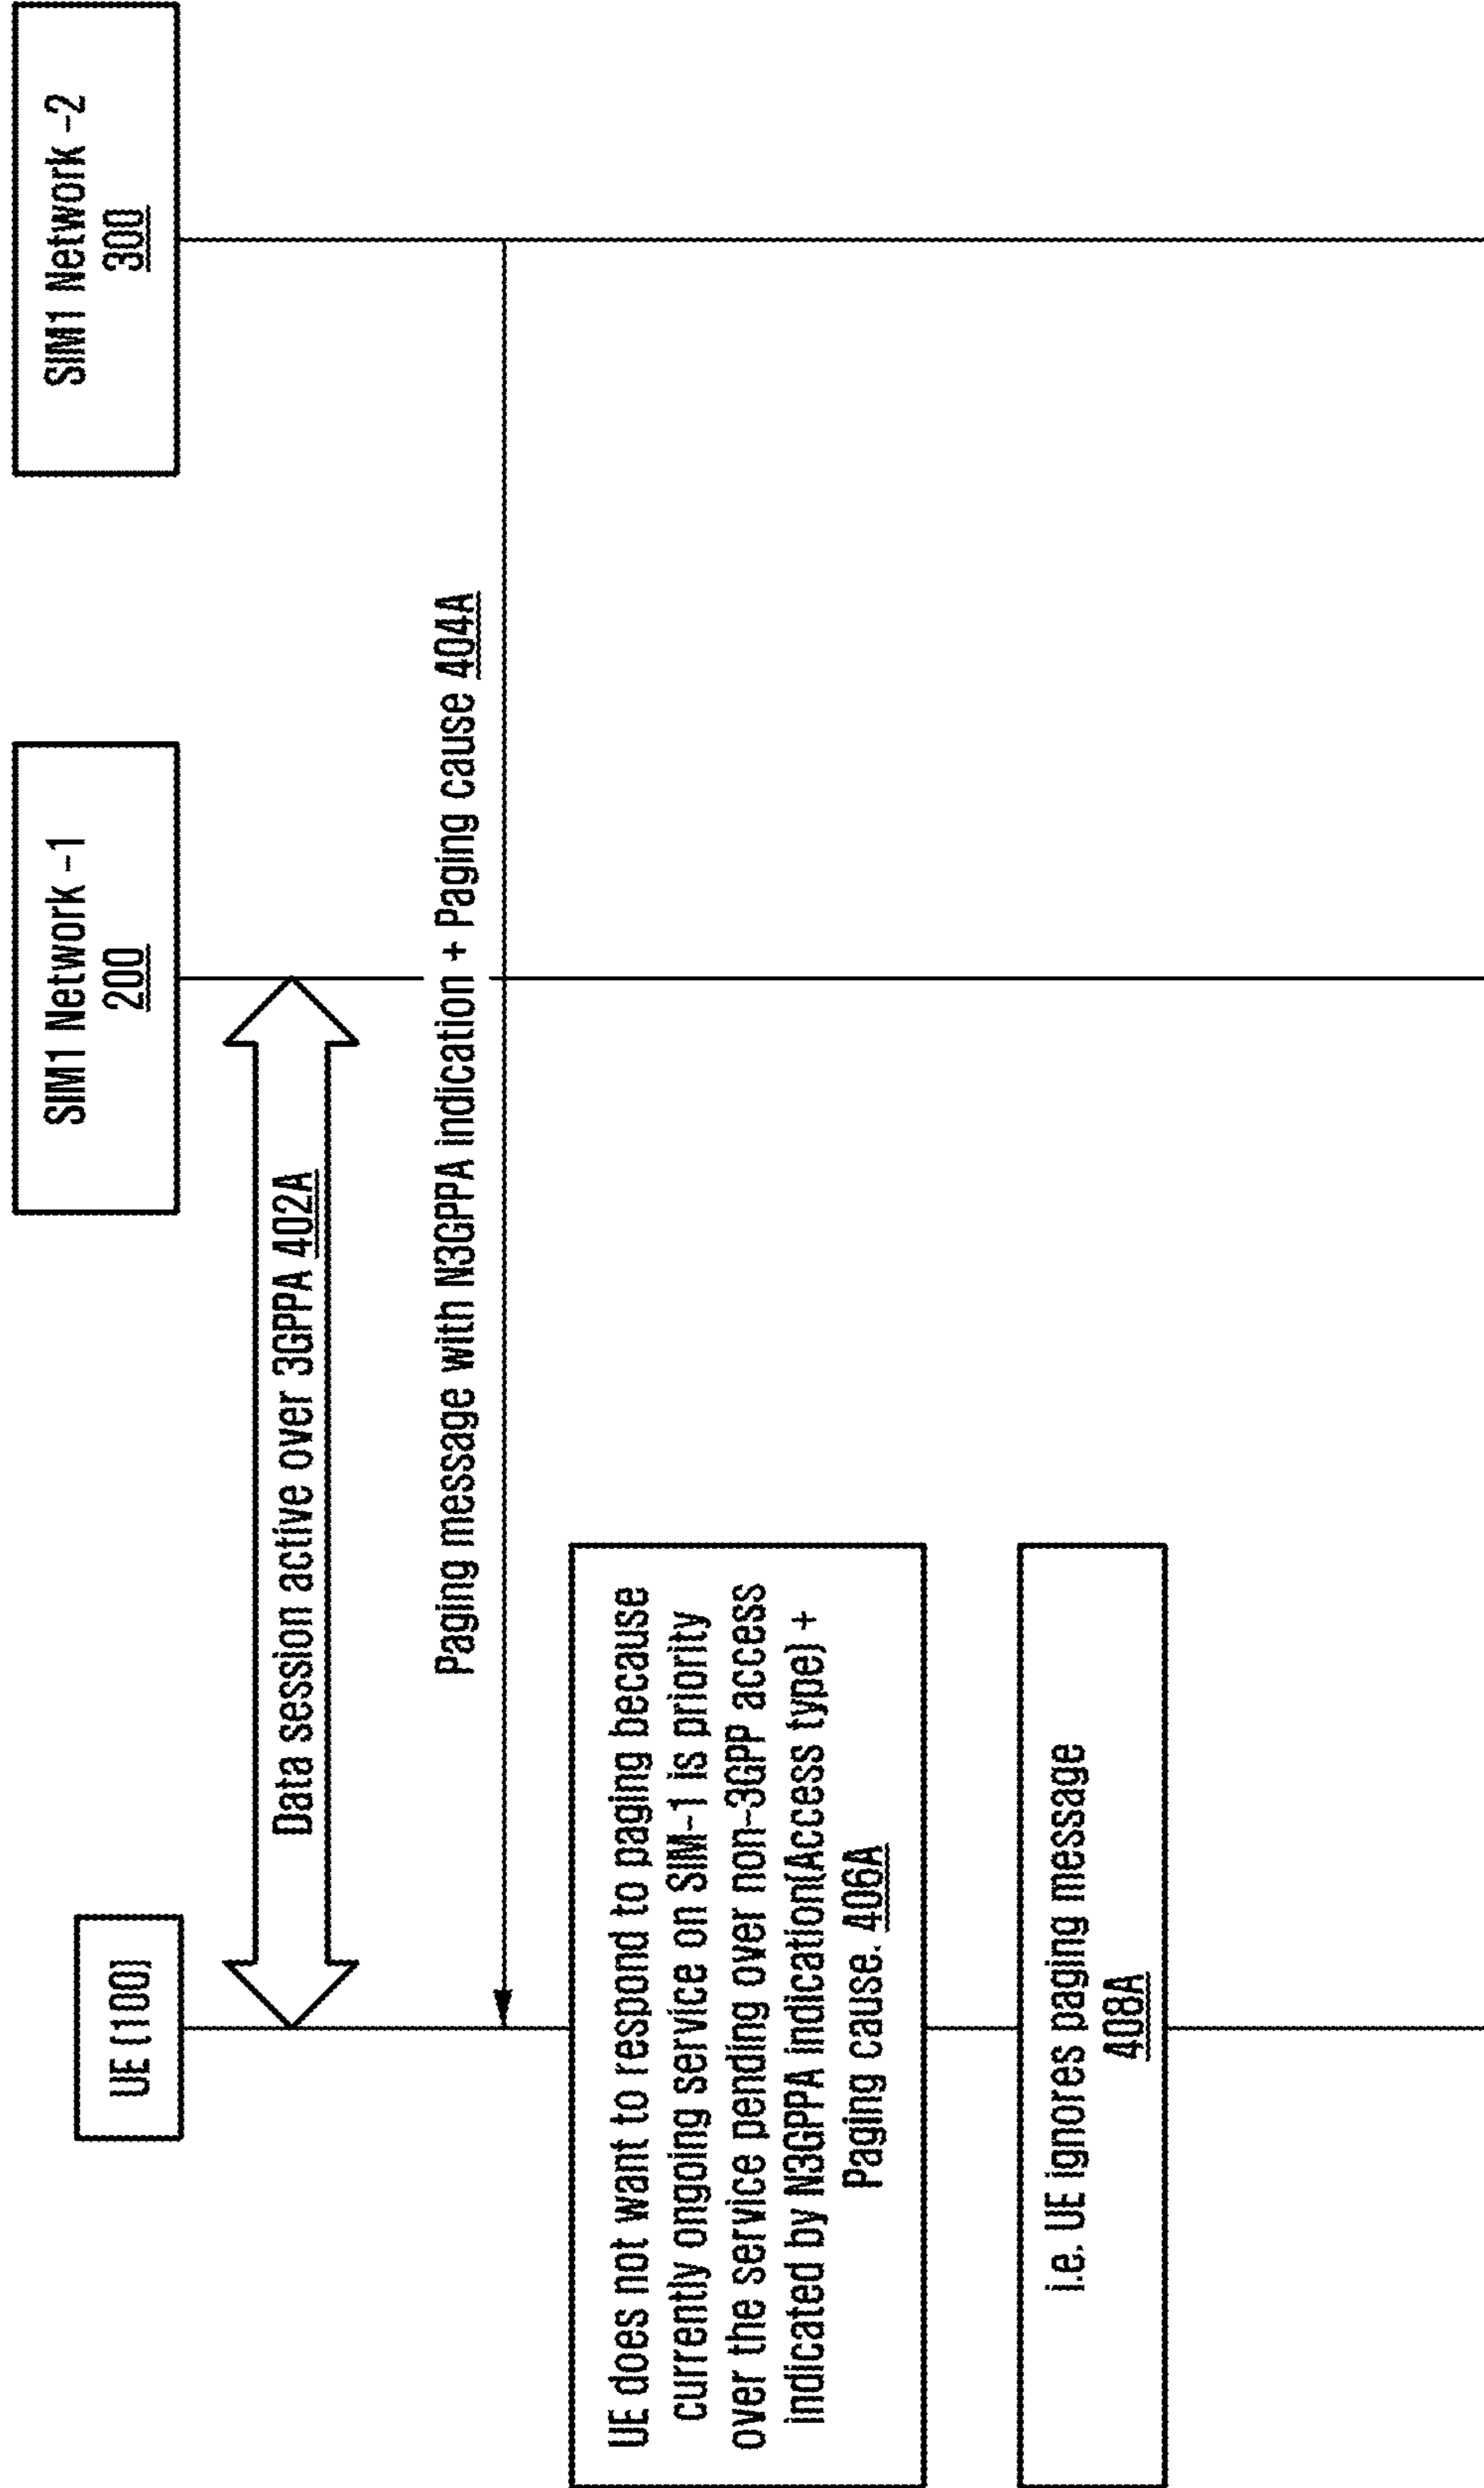 UE (100)
SIM1 Network -1
200
SIM1 Network -2
300
Data session active over 3GPPA 402A
Paging message with N3GPPA indication + Paging cause 404A
UE does not want to respond to paging because
currently ongoing service on SIM-1 is priority
over the service pending over non-3GPP access
indicated by N3GPPA indication(Access type) +
Paging cause. 406A
i.e. UE ignores paging message
408A